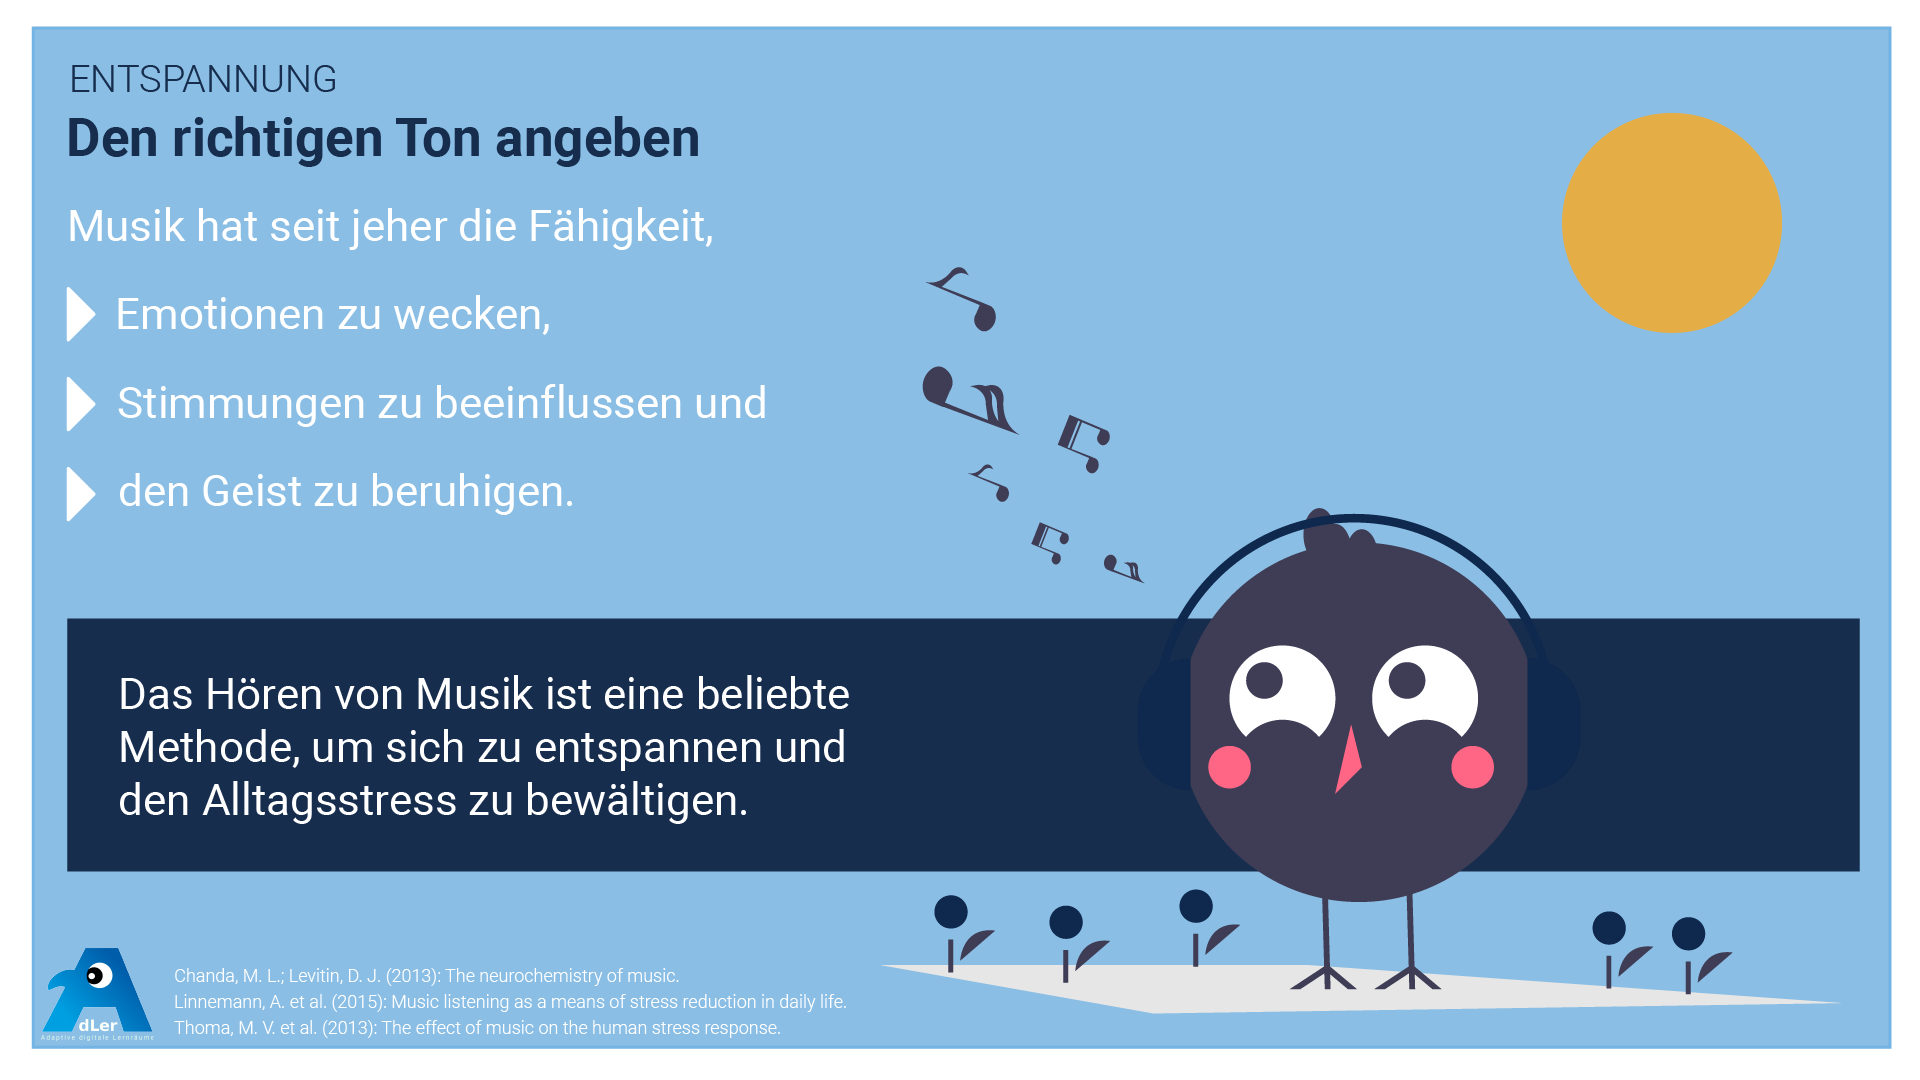 ENTSPANNUNG
Den richtigen Ton angeben
Musik hat seit jeher die Fähigkeit,
Emotionen zu wecken,
Stimmungen zu beeinflussen und
den Geist zu beruhigen.
Das Hören von Musik ist eine beliebte
Methode, um sich zu entspannen und
den Alltagsstress zu bewältigen.
Chanda, M. L.; Levitin, D. J. (2013): The neurochemistry of music.
Linnemann, A. et al. (2015): Music listening as a means of stress reduction in daily life.
Thoma, M. V. et al. (2013): The effect of music on the human stress response.
dLer
Adaptive digitale Lernräume